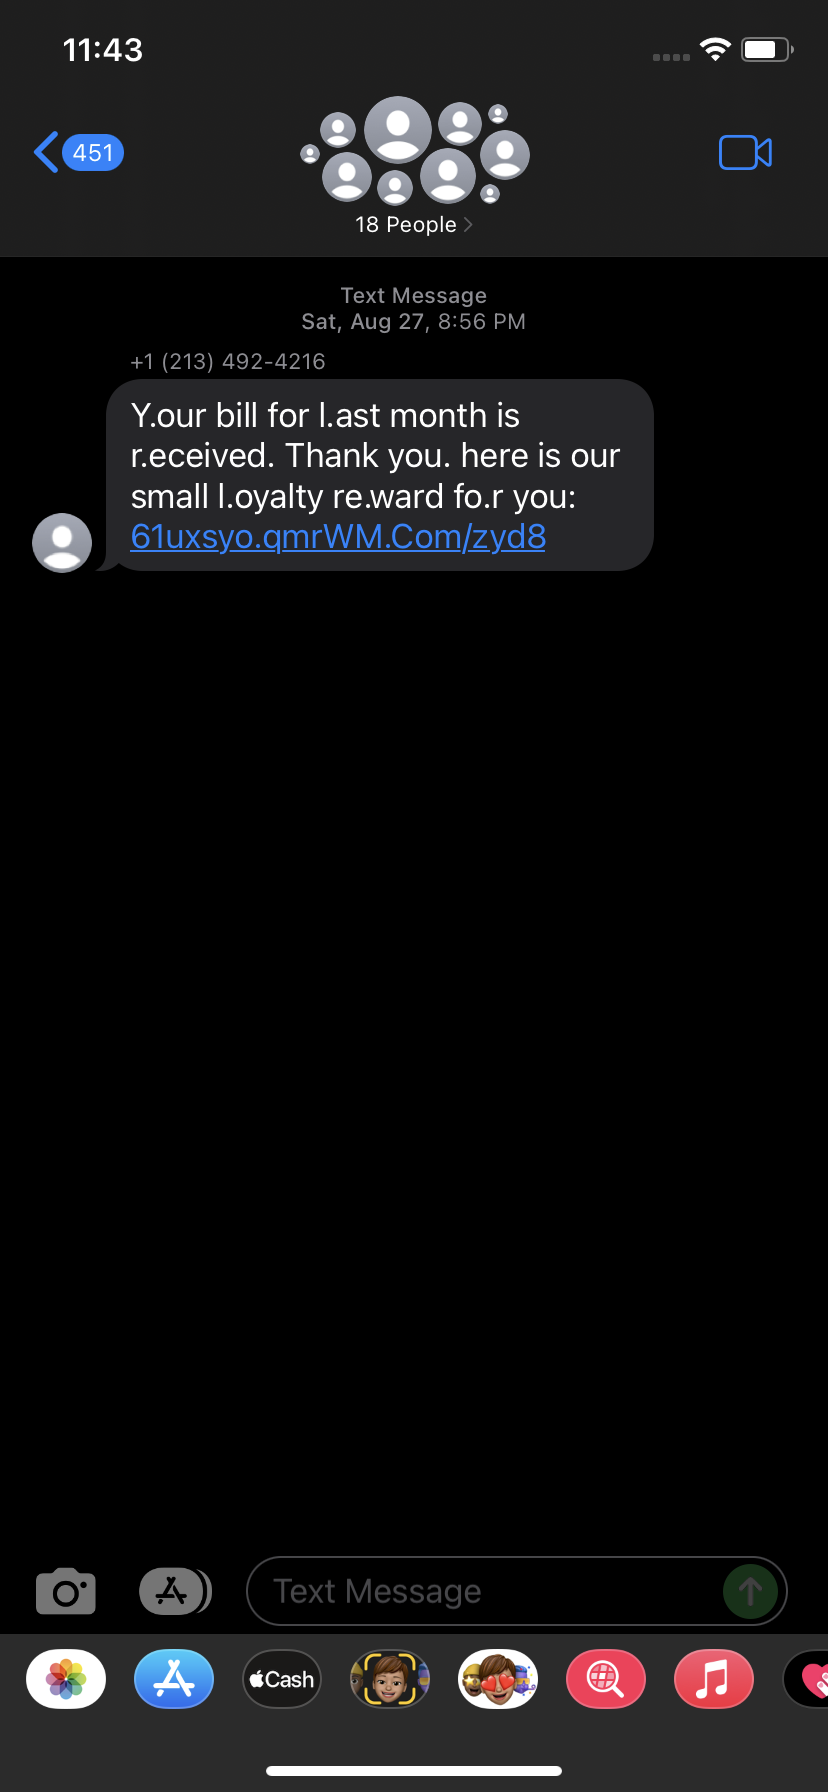 11:43
451
18 People
Text Message
Sat, Aug 27, 8:56 PM
+1 (213) 492-4216
Y.our bill for l.ast month is
r.eceived. Thank you. here is our
small l.oyalty re.ward fo.r you:
61uxsyo.qmrWM.Com/zyd8
Text Message
Cash